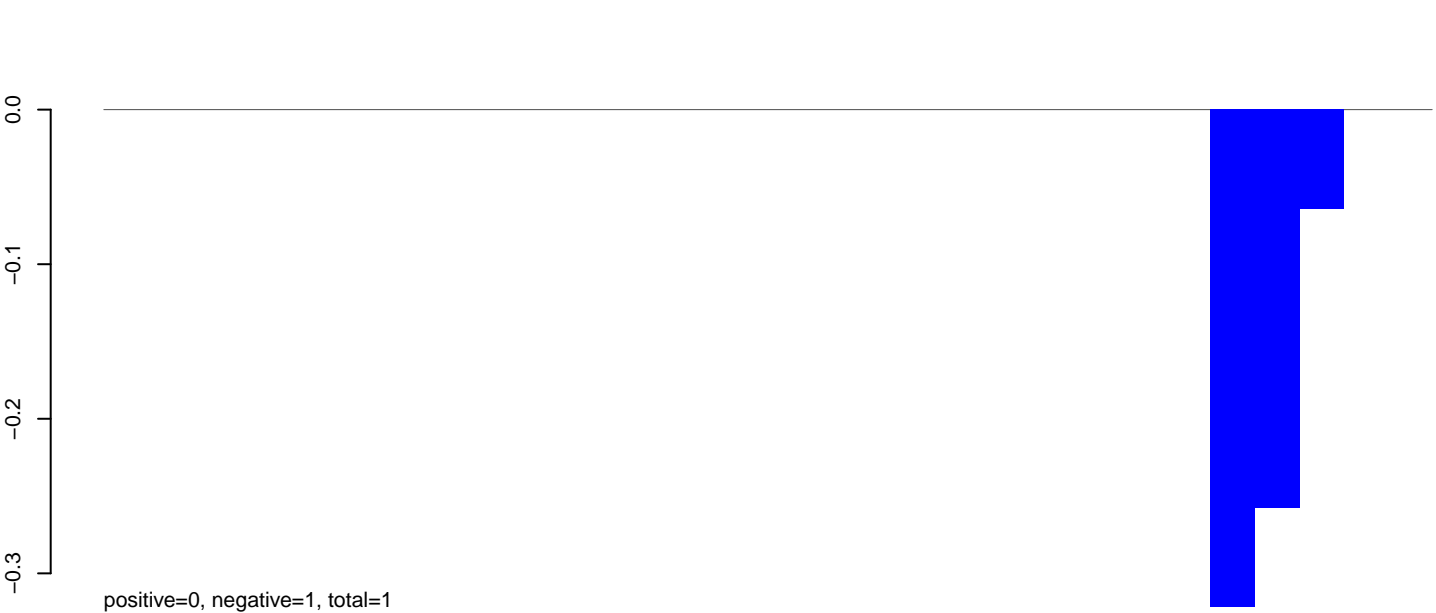 0.0
−0.1
−0.2
−0.3
positive=0, negative=1, total=1